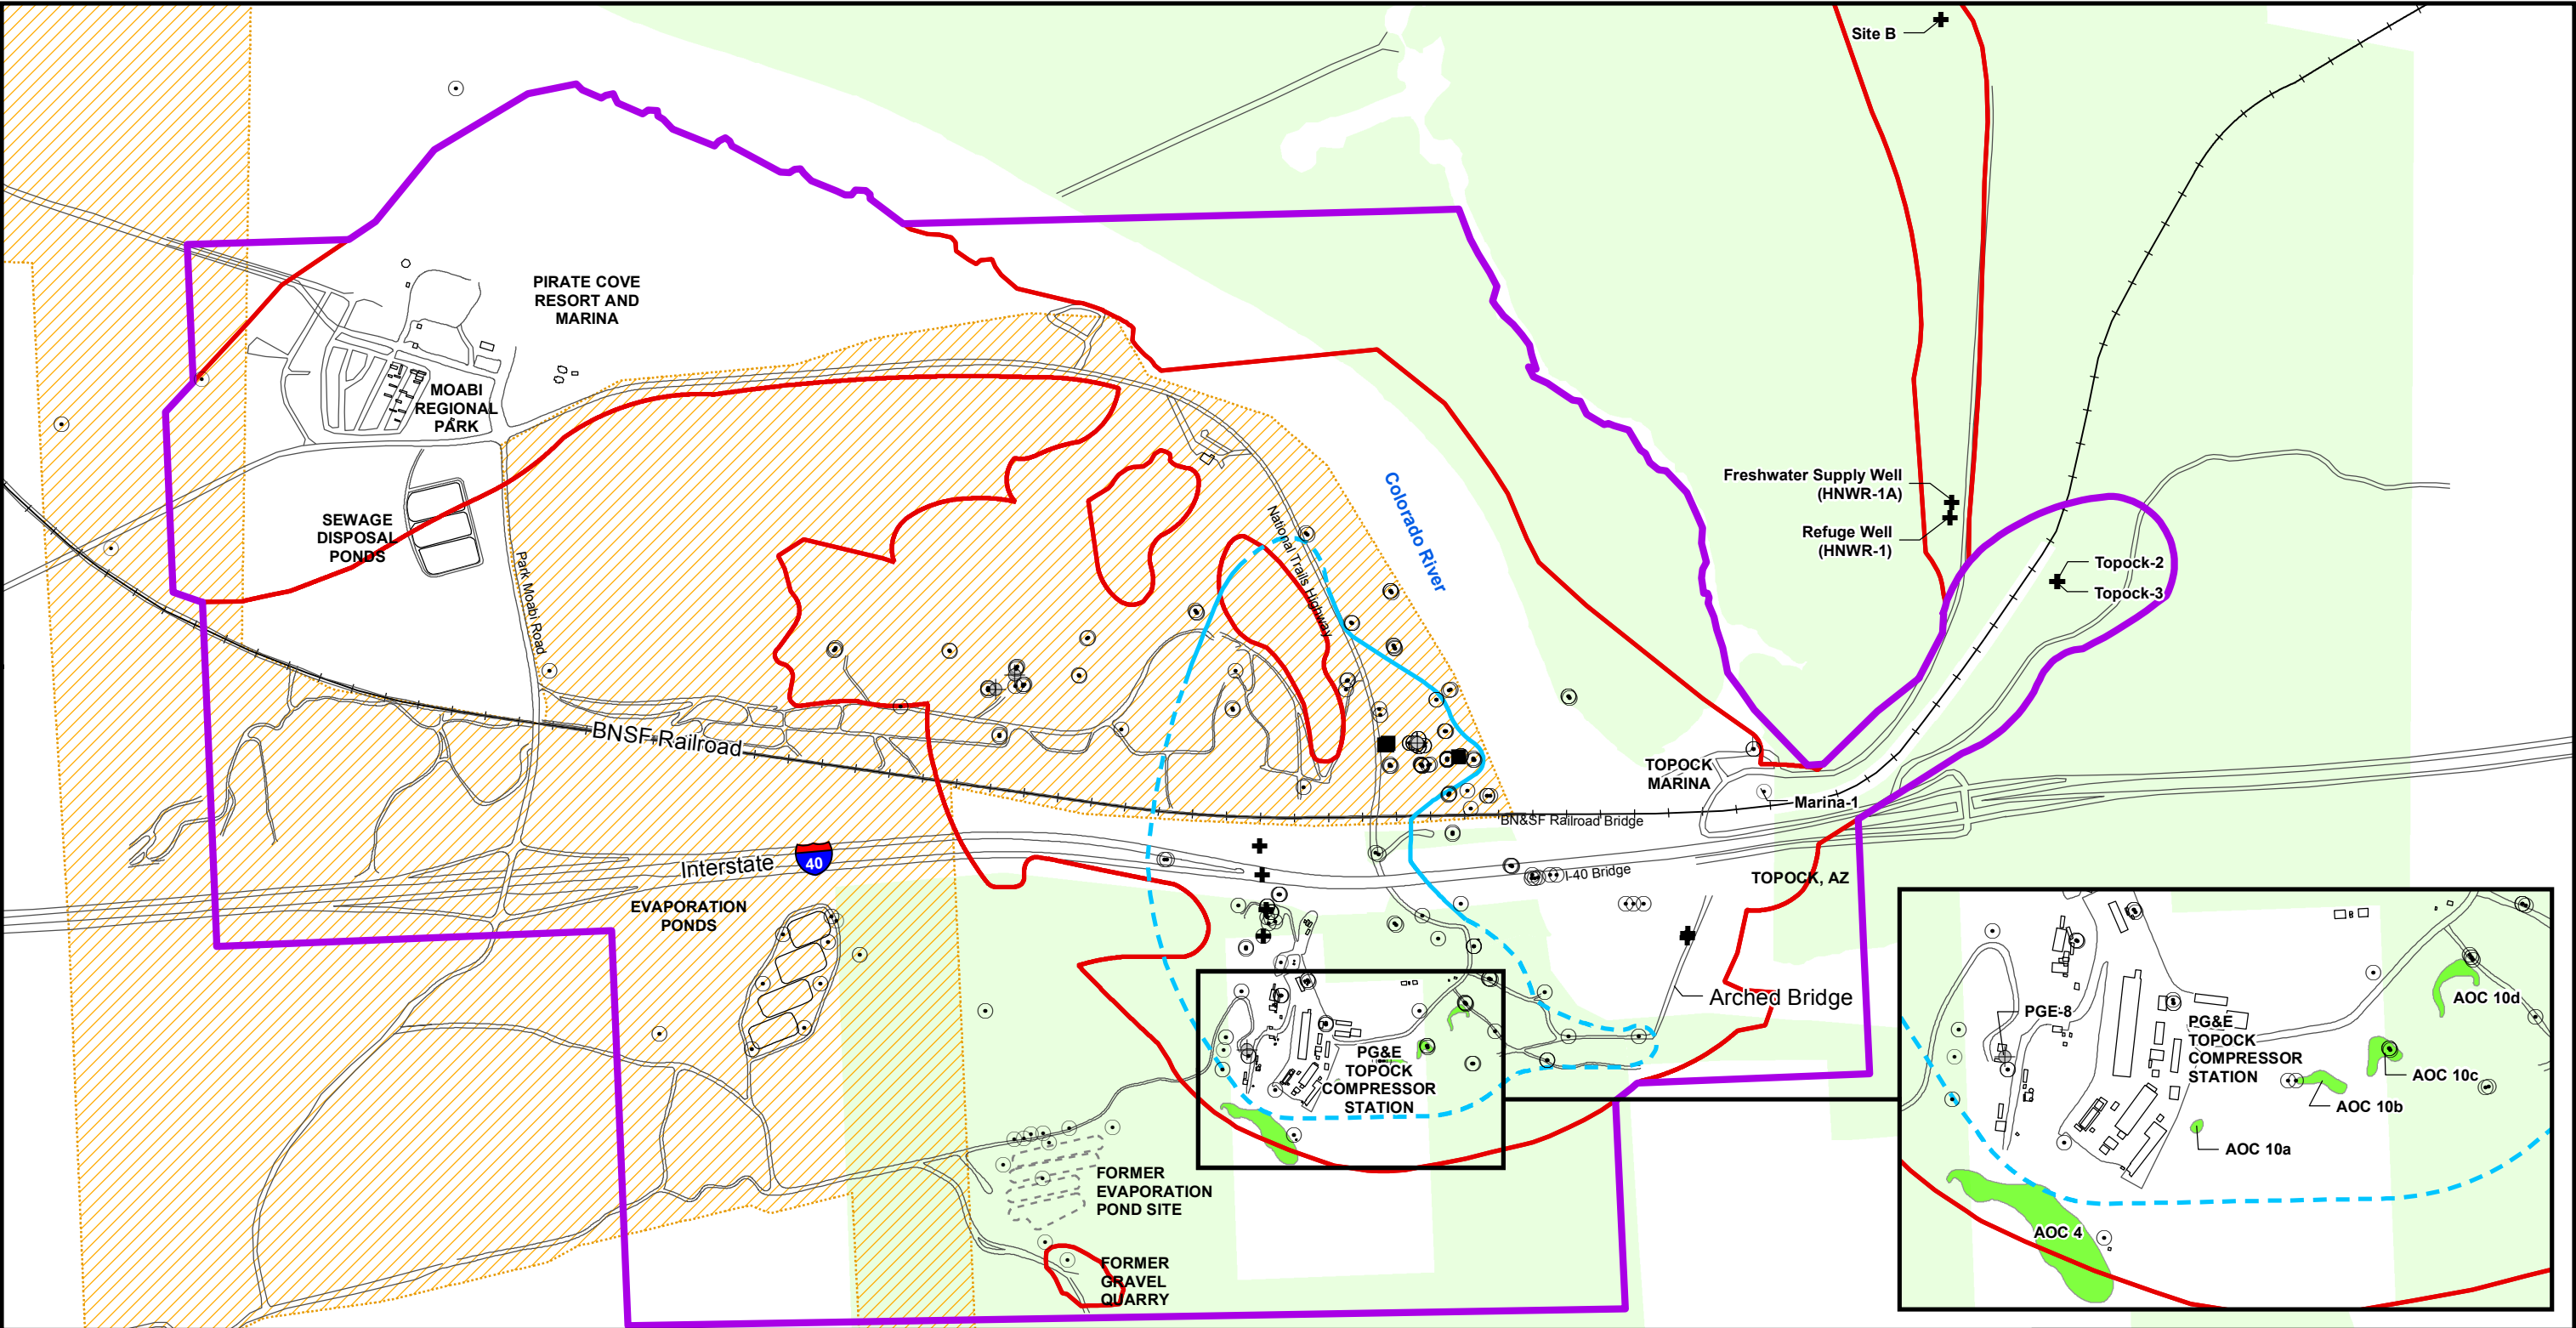 Site B
PIRATE COVE
RESORT AND
MARINA
MOABI
REGIONAL
PARK
SEWAGE
DISPOSAL
PONDS
Park Moabi Road
National Trails Highway
Colorado River
Freshwater Supply Well
(HNWR-1A)
Refuge Well
(HNWR-1)
Topock-2
Topock-3
BNSF Railroad
TOPOCK
MARINA
Marina-1
BN&SF Railroad Bridge
Interstate
40
I-40 Bridge
TOPOCK, AZ
EVAPORATION
PONDS
Arched Bridge
PG&E
TOPOCK
COMPRESSOR
STATION
FORMER
EVAPORATION
POND SITE
FORMER
GRAVEL
QUARRY
PGE-8
PG&E
TOPOCK
COMPRESSOR
STATION
AOC 10d
AOC 10c
AOC 10b
AOC 10a
AOC 4